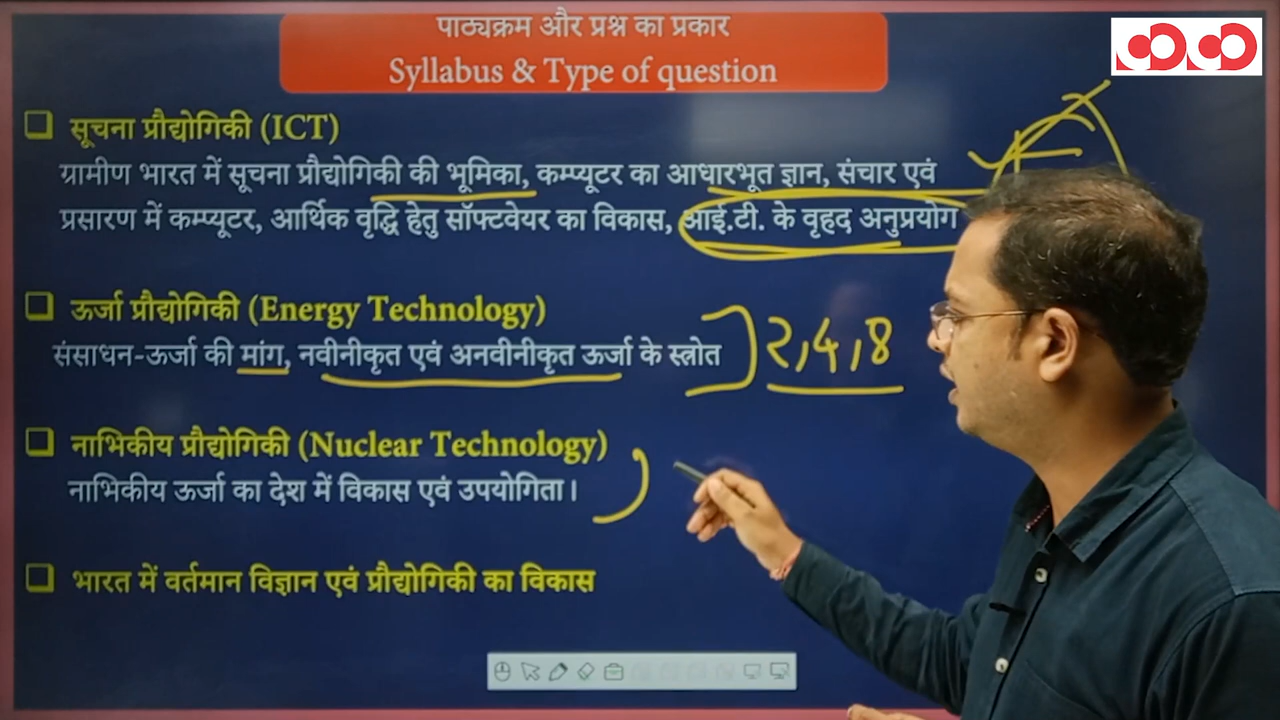 पाठ्यक्रम और प्रश्न का प्रकार
Syllabus & Type of question
सूचना प्रौद्योगिकी (ICT)
ग्रामीण भारत में सूचना प्रौद्योगिकी की भूमिका, कम्प्यूटर का आधारभूत ज्ञान, संचार एवं
प्रसारण में कम्प्यूटर, आर्थिक वृद्धि हेतु सॉफ्टवेयर का विकास, आई.टी. के वृहद अनुप्रयोग
ऊर्जा प्रौद्योगिकी (Energy Technology)
संसाधन-ऊर्जा की मांग, नवीनीकृत एवं अनवीनीकृत ऊर्जा के स्त्रोत
2,4,8
नाभिकीय प्रौद्योगिकी (Nuclear Technology)
नाभिकीय ऊर्जा का देश में विकास एवं उपयोगिता।
भारत में वर्तमान विज्ञान एवं प्रौद्योगिकी का विकास